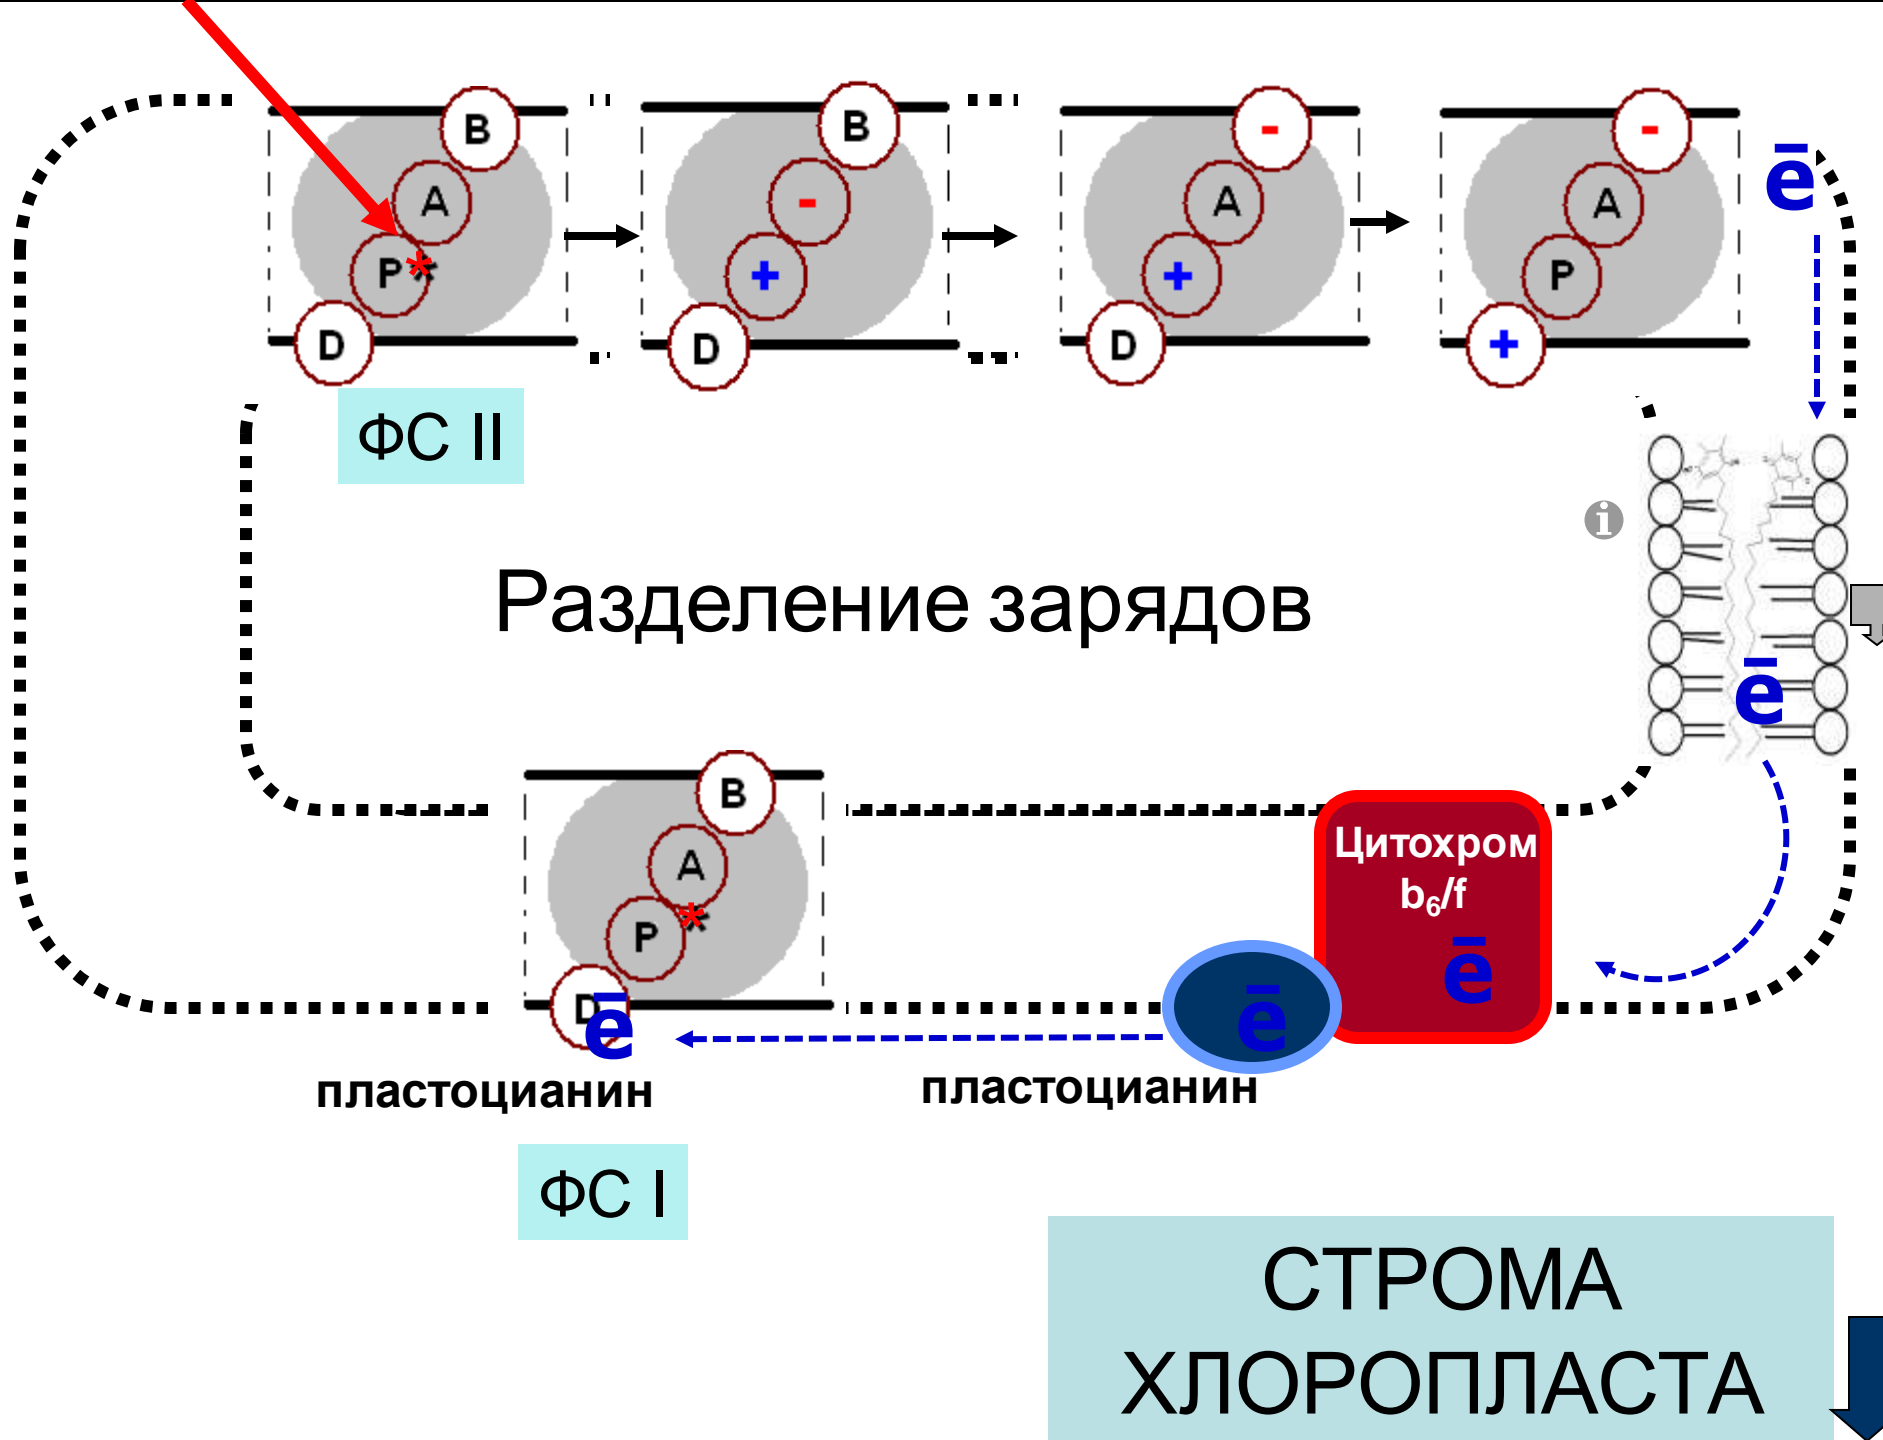 B
B
-
-
ē
A
-
A
A
P*
+
+
P
D
D
D
+
ФС II
i
Разделение зарядов
ē
B
A
P
*
D
ē
Цитохром
b₆/f
ē
ē
пластоцианин
пластоцианин
ФС I
СТРОМА
ХЛОРОПЛАСТА